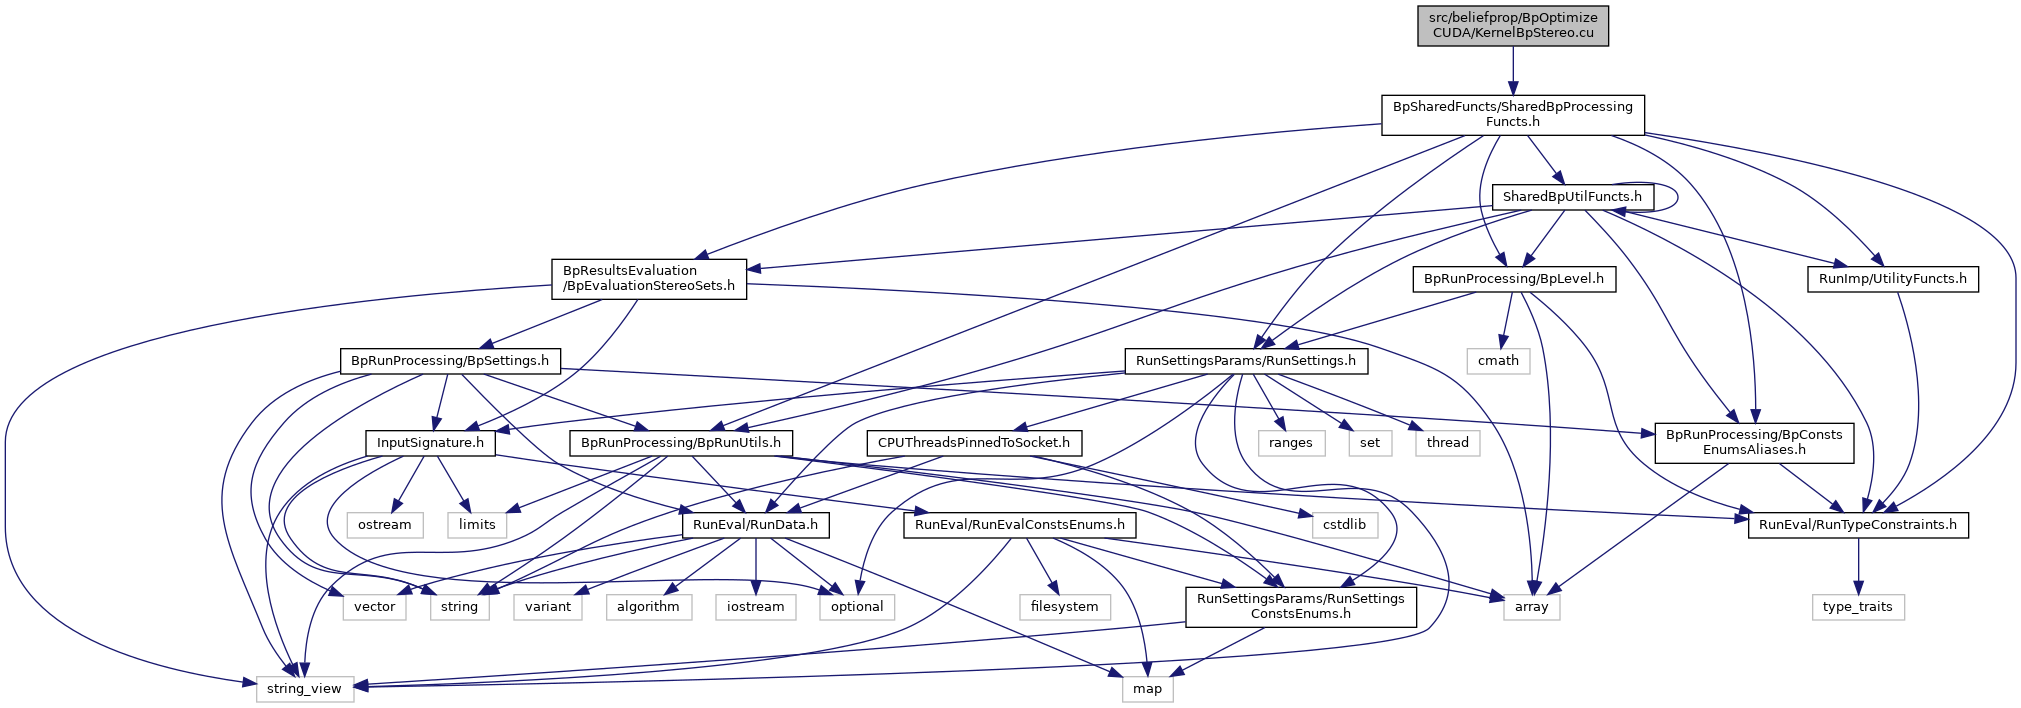 src/beliefprop/BpOptimize
CUDA/KernelBpStereo.cu
BpSharedFuncts/SharedBpProcessing
Functs.h
SharedBpUtilFuncts.h
BpResultsEvaluation
/BpEvaluationStereoSets.h
BpRunProcessing/BpLevel.h
RunImp/UtilityFuncts.h
BpRunProcessing/BpSettings.h
RunSettingsParams/RunSettings.h
cmath
InputSignature.h
BpRunProcessing/BpRunUtils.h
CPUThreadsPinnedToSocket.h
ranges
set
thread
BpRunProcessing/BpConsts
EnumsAliases.h
ostream
limits
RunEval/RunData.h
RunEval/RunEvalConstsEnums.h
cstdlib
RunEval/RunTypeConstraints.h
vector
string
variant
algorithm
iostream
optional
filesystem
RunSettingsParams/RunSettings
ConstsEnums.h
array
type_traits
string_view
map